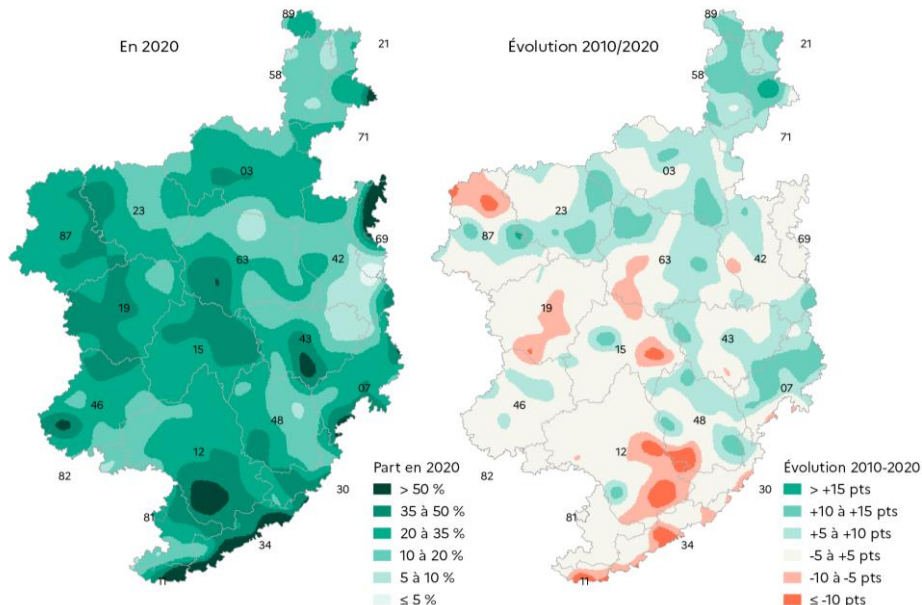 En 2020
89
21
58
71
03
23
87
63
42
69
19
15
43
07
46
48
12
82
30
81
34
11
Part en 2020
> 50 %
35 à 50 %
20 à 35 %
10 à 20 %
5 à 10 %
≤ 5 %
Évolution 2010/2020
89
21
58
71
03
23
87
63
42
69
19
15
43
07
46
48
12
82
30
81
34
11
Évolution 2010-2020
> +15 pts
+10 à +15 pts
+5 à +10 pts
-5 à +5 pts
-10 à -5 pts
≤ -10 pts